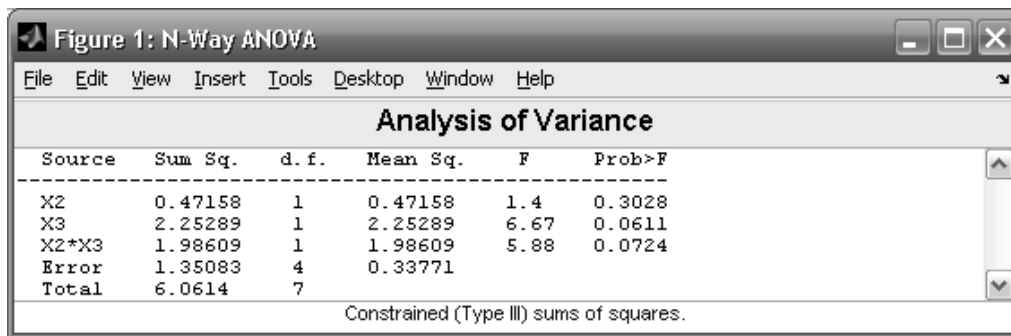 Figure 1: N-Way ANOVA
File Edit View Insert Tools Desktop Window Help
Analysis of Variance
Source Sum Sq. d.f. Mean Sq. F Prob>F
X2 0.47158 1 0.47158 1.4 0.3028
X3 2.25289 1 2.25289 6.67 0.0611
X2*X3 1.98609 1 1.98609 5.88 0.0724
Error 1.35083 4 0.33771
Total 6.0614 7
Constrained (Type III) sums of squares.